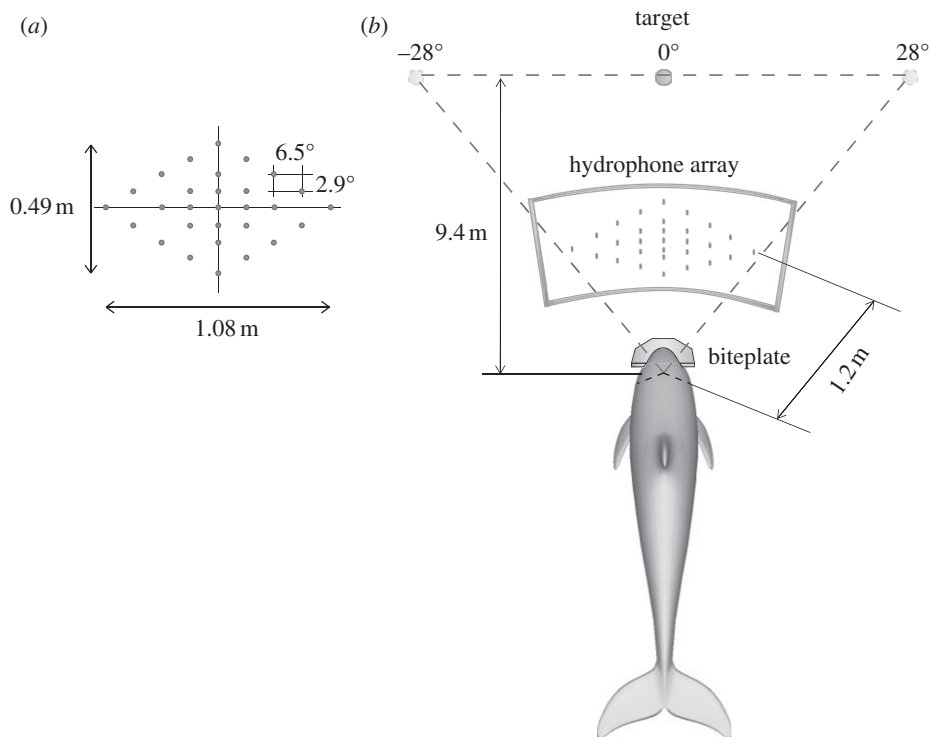 (a)
(b)
target
–28°
0°
28°
6.5°
2.9°
0.49 m
1.08 m
hydrophone array
9.4 m
biteplate
1.2 m